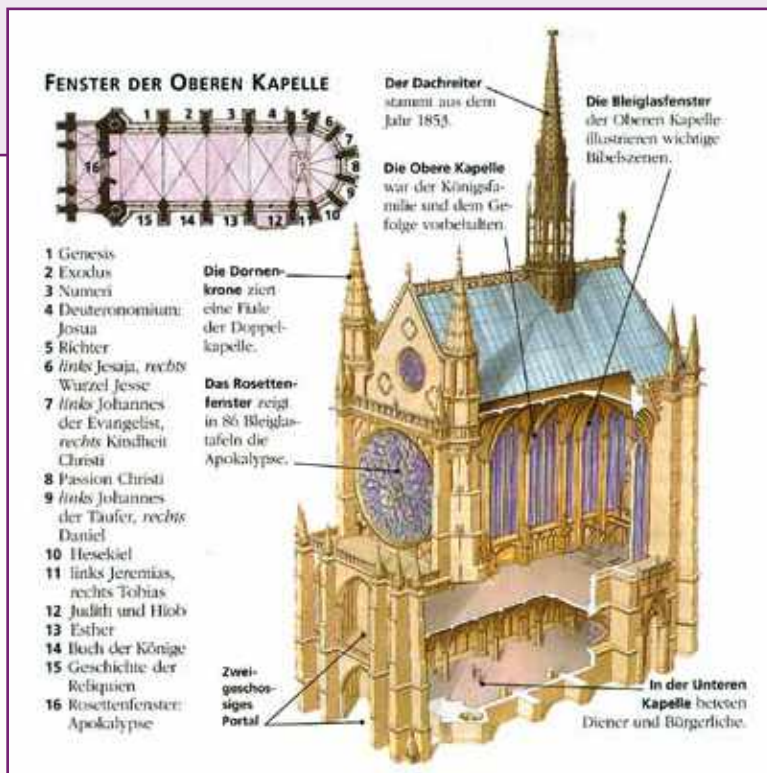 FENSTER DER OBEREN KAPELLE
1 2 3 4 5 6
7
8
9
10
11
12
13
14
15
16
1 Genesis
2 Exodus
3 Numeri
4 Deuteronomium:
Josua
5 Richter
6 links Jesaja, rechts
Wurzel Jesse
7 links Johannes
der Evangelist,
rechts Kindheit
Christi
8 Passion Christi
9 links Johannes
der Täufer, rechts
Daniel
10 Hesekiel
11 links Jeremias,
rechts Tobias
12 Judith und Hiob
13 Esther
14 Buch der Könige
15 Geschichte der
Reliquien
16 Rosettenfenster:
Apokalypse
Der Dachreiter
stammt aus dem
Jahr 1853.
Die Bleiglasfenster
der Oberen Kapelle
illustrieren wichtige
Bibelszenen.
Die Obere Kapelle
war der Königsfa-
milie und dem Ge-
folge vorbehalten.
Die Dornen-
krone ziert
eine Fiale
der Doppel-
kapelle.
Das Rosetten-
fenster zeigt
in 86 Bleiglas-
tafeln die
Apokalypse.
Zwei-
geschos-
siges
Portal
In der Unteren
Kapelle beteten
Diener und Bürgerliche.